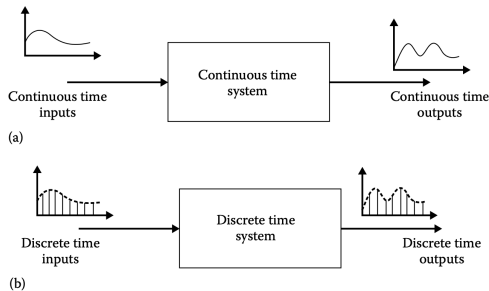 Continuous time
system
Continuous time
inputs
Continuous time
outputs
(a)
Discrete time
system
Discrete time
inputs
Discrete time
outputs
(b)